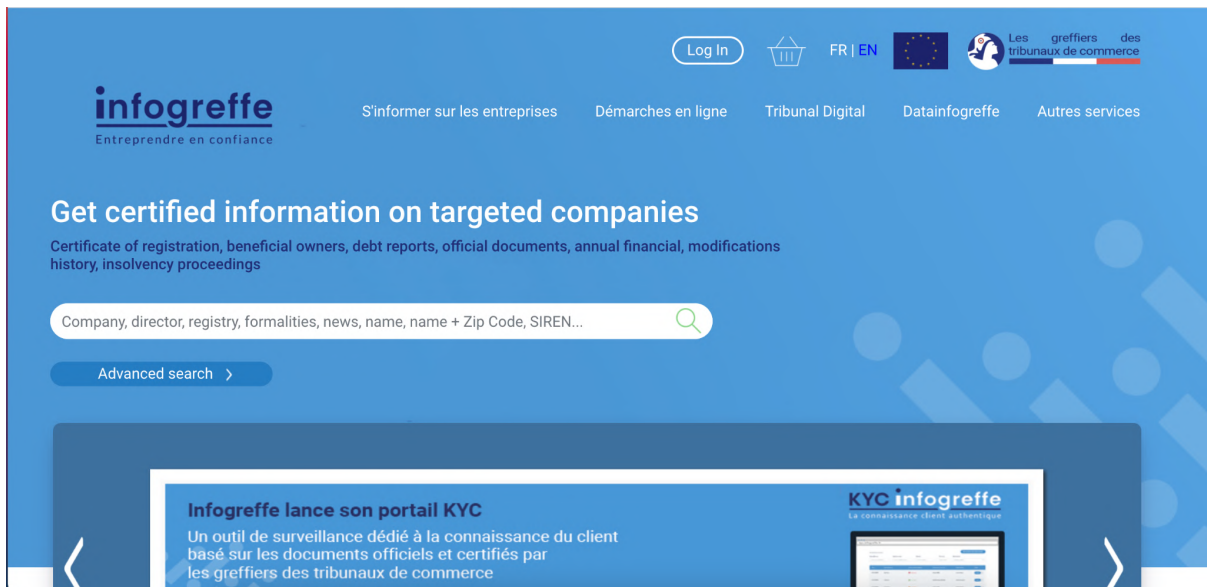 Log In
FR | EN
Les greffiers des
tribunaux de commerce
infogreffe
Entreprendre en confiance
S'informer sur les entreprises
Démarches en ligne
Tribunal Digital
Datainfogreffe
Autres services
Get certified information on targeted companies
Certificate of registration, beneficial owners, debt reports, official documents, annual financial, modifications
history, insolvency proceedings
Company, director, registry, formalities, news, name, name + Zip Code, SIREN...
Advanced search >
Infogreffe lance son portail KYC
Un outil de surveillance dédié à la connaissance du client
basé sur les documents officiels et certifiés par
les greffiers des tribunaux de commerce
KYC infogreffe
La connaissance client authentique